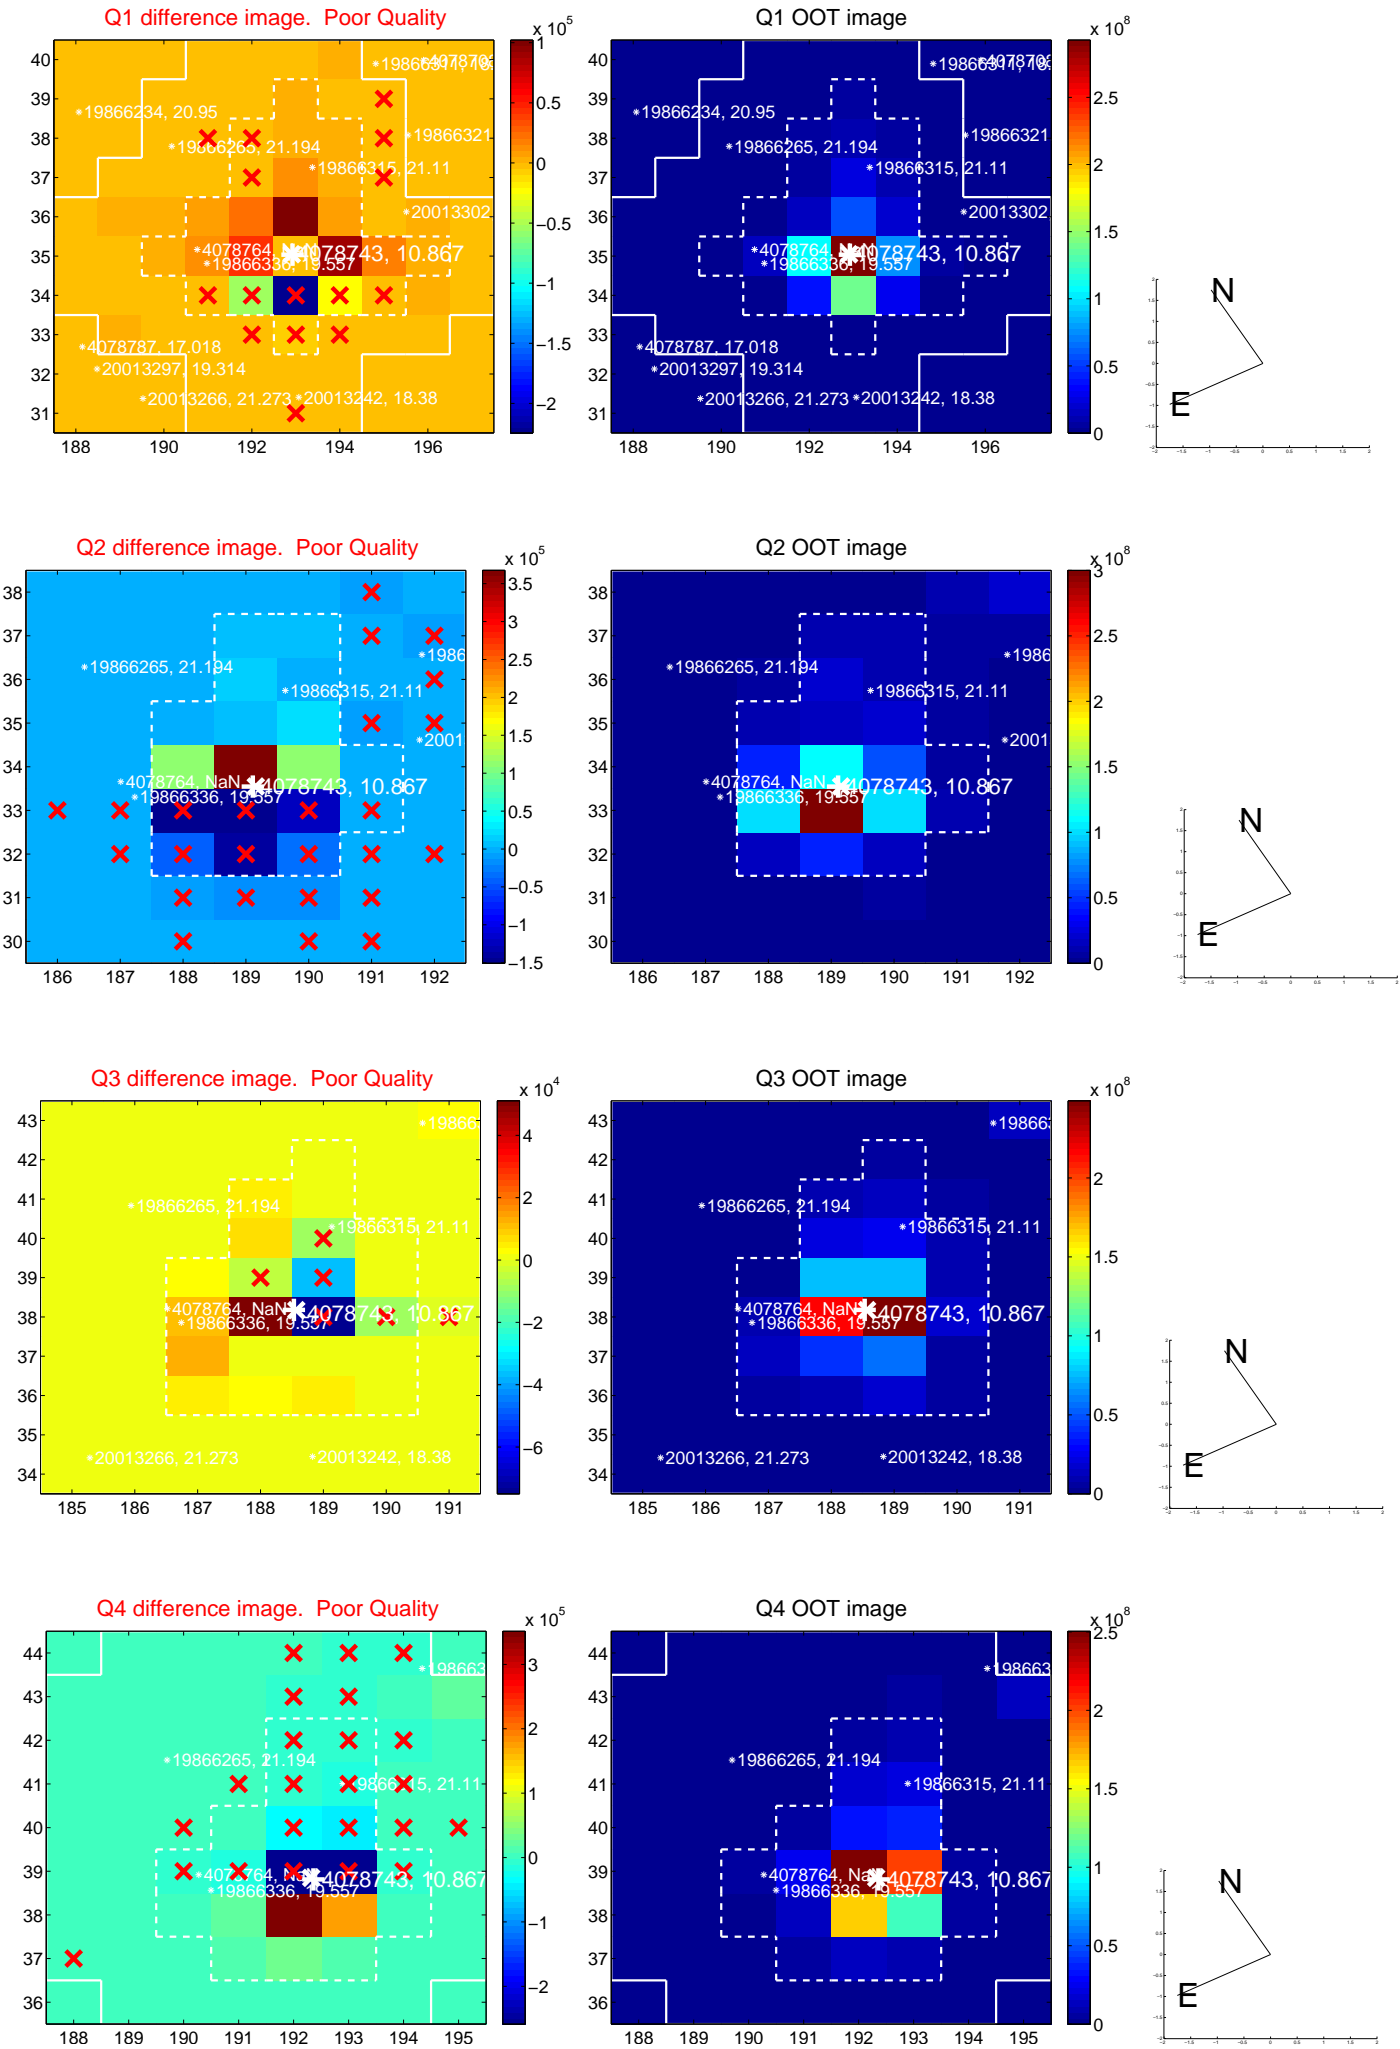 Q1 difference image.  Poor Quality
Q1 OOT image
x 10^5
x 10^8
*19866311, 18.
*19866234, 20.95
*19866321
*19866265, 21.194
*19866315, 21.11
*20013302
*4078764, NaN
*4078743, 10.867
*19866336, 19.557
*4078787, 17.018
*20013297, 19.314
*20013266, 21.273
*20013242, 18.38
40 39 38 37 36 35 34 33 32 31
188 190 192 194 196
1 0.5 0 −0.5 −1 −1.5 −2
2.5 2 1.5 1 0.5 0
N
E
Q2 difference image.  Poor Quality
Q2 OOT image
x 10^5
x 10^8
*19866265, 21.194
*1986
*19866315, 21.11
*2001
*4078764, NaN
*4078743, 10.867
*19866336, 19.557
38 37 36 35 34 33 32 31 30
186 187 188 189 190 191 192
3.5 3 2.5 2 1.5 1 0.5 0 −0.5 −1 −1.5
3 2.5 2 1.5 1 0.5 0
N
E
Q3 difference image.  Poor Quality
Q3 OOT image
x 10^4
x 10^8
*19866
*19866265, 21.194
*19866315, 21.11
*4078764, NaN
*4078743, 10.867
*19866336, 19.557
*20013266, 21.273
*20013242, 18.38
43 42 41 40 39 38 37 36 35 34
185 186 187 188 189 190 191
4 2 0 −2 −4 −6
2 1.5 1 0.5 0
N
E
Q4 difference image.  Poor Quality
Q4 OOT image
x 10^5
x 10^8
*198663
*19866265, 21.194
*19866315, 21.11
*4078764, NaN
*4078743, 10.867
*19866336, 19.557
44 43 42 41 40 39 38 37 36
188 189 190 191 192 193 194 195
3 2 1 0 −1 −2
2.5 2 1.5 1 0.5 0
N
E